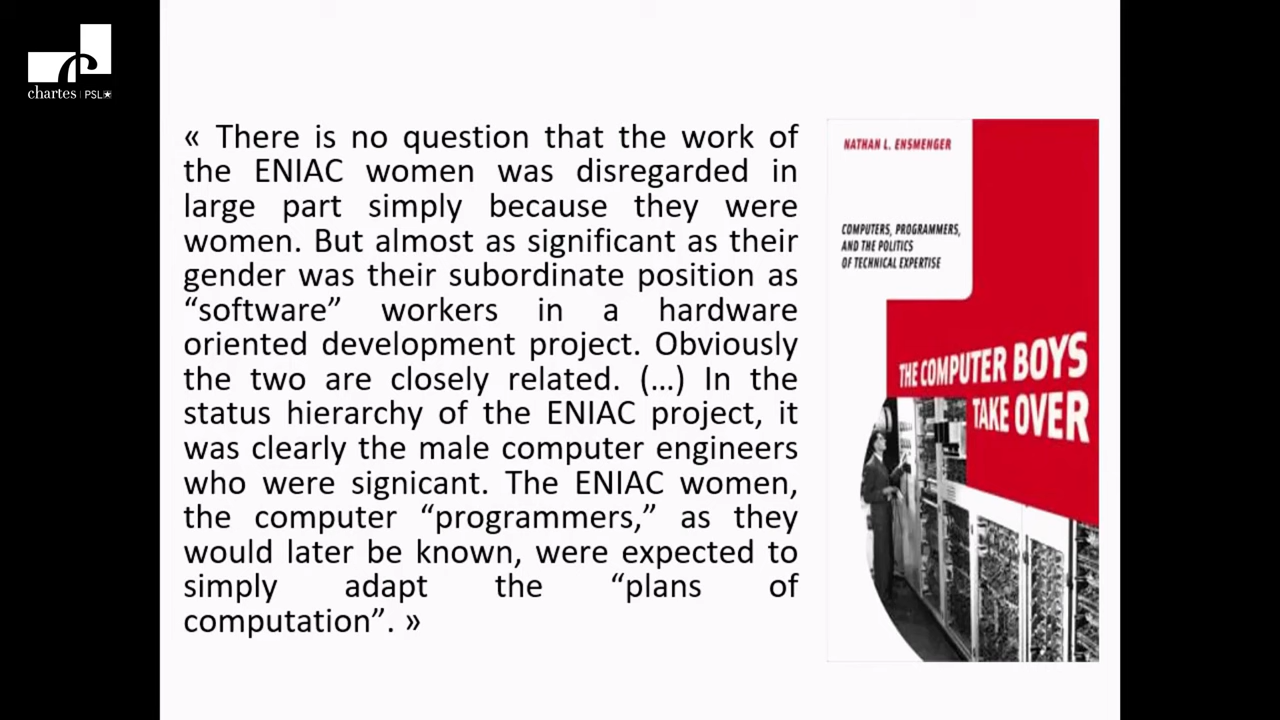 chartes | PSL★
« There is no question that the work of
the ENIAC women was disregarded in
large part simply because they were
women. But almost as significant as their
gender was their subordinate position as
“software” workers in a hardware
oriented development project. Obviously
the two are closely related. (…) In the
status hierarchy of the ENIAC project, it
was clearly the male computer engineers
who were signicant. The ENIAC women,
the computer “programmers,” as they
would later be known, were expected to
simply adapt the “plans of
computation”. »
NATHAN L. ENSMENGER
COMPUTERS, PROGRAMMERS,
AND THE POLITICS
OF TECHNICAL EXPERTISE
THE COMPUTER BOYS
TAKE OVER